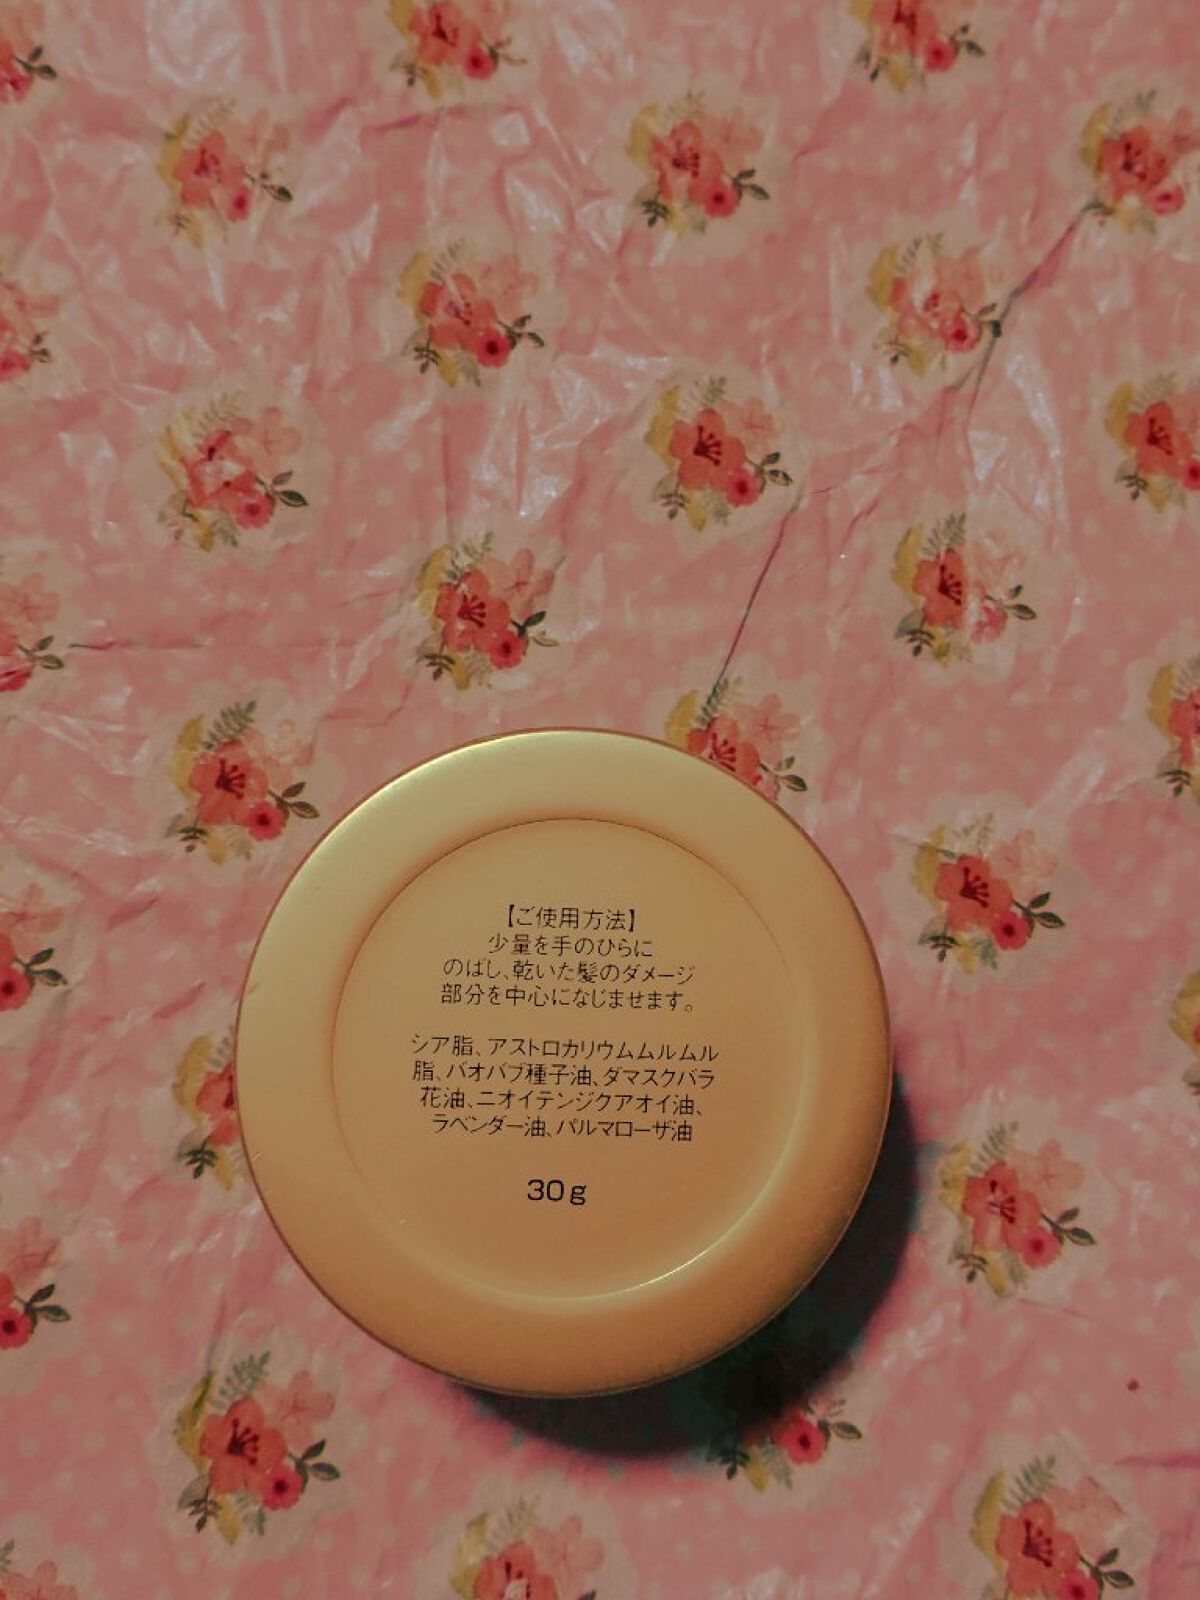 【ご使用方法】
少量を手のひらに
のばし、乾いた髪のダメージ
部分を中心になじませます。
シア脂、アストロカリウムムルムル
脂、バオバブ種子油、ダマスクバラ
花油、ニオイテンジクアオイ油、
ラベンダー油、パルマローザ油
30g